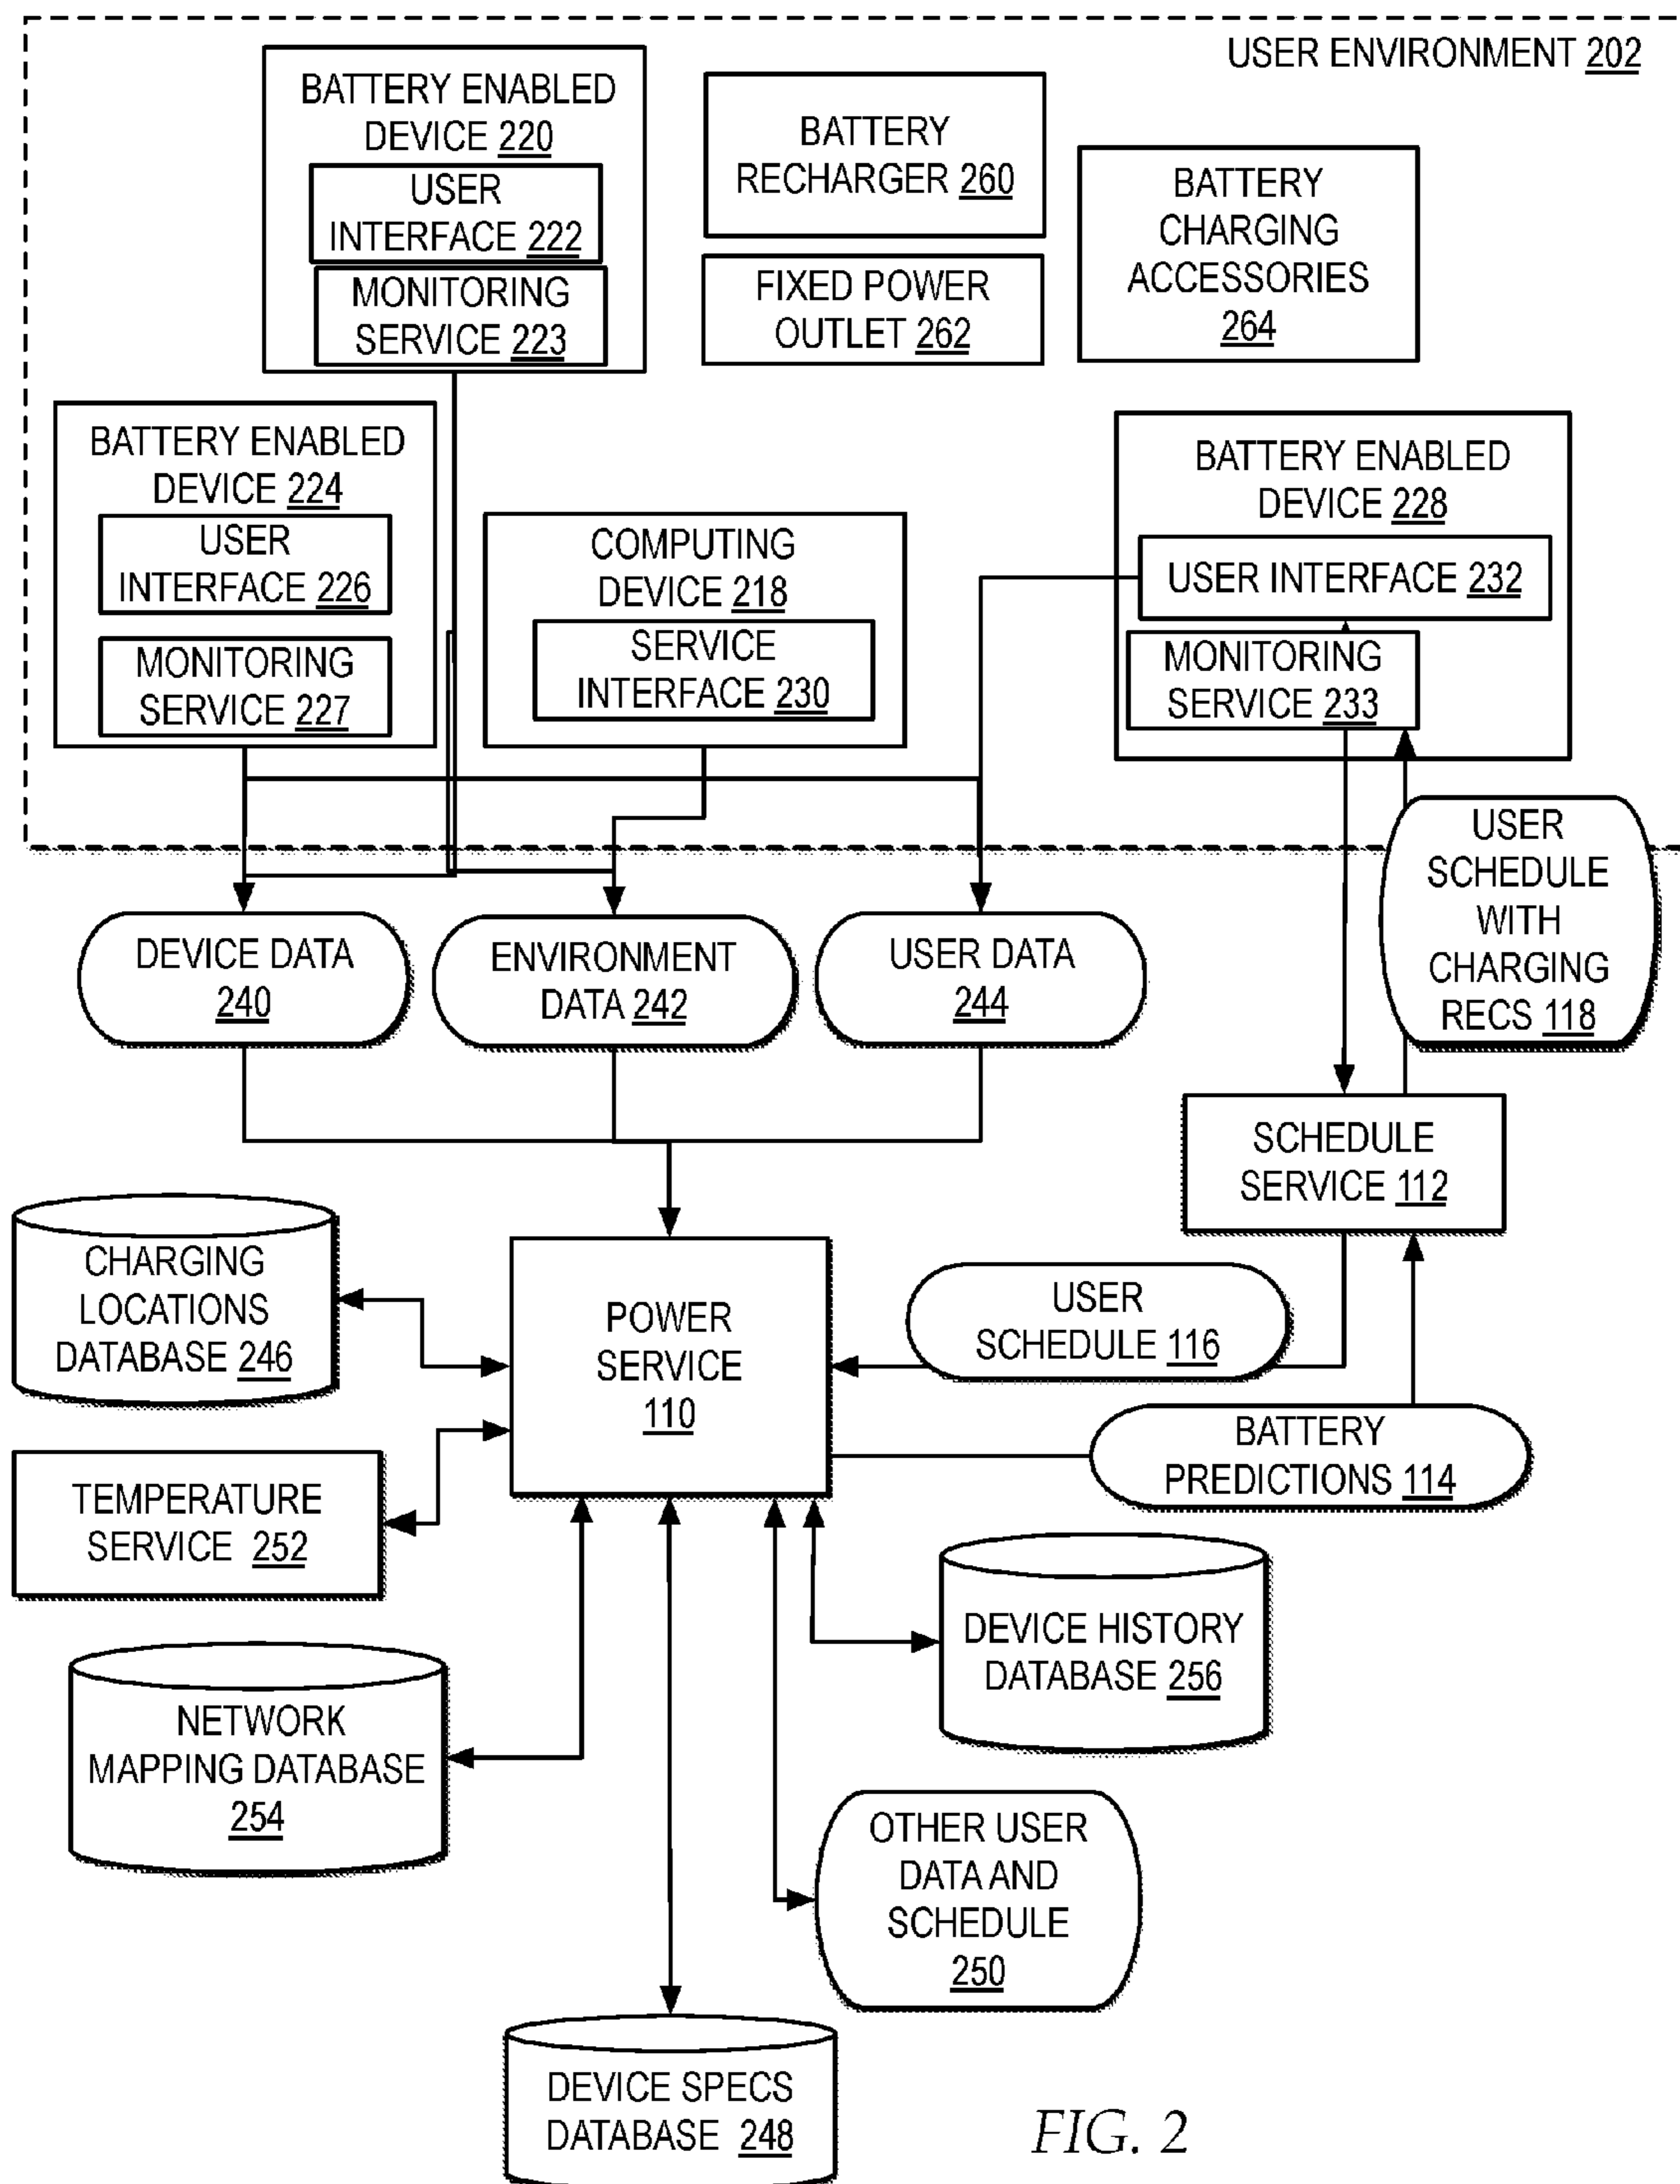 USER ENVIRONMENT 202
BATTERY ENABLED
DEVICE 220
USER
INTERFACE 222
MONITORING
SERVICE 223
BATTERY
RECHARGER 260
FIXED POWER
OUTLET 262
BATTERY
CHARGING
ACCESSORIES
264
BATTERY ENABLED
DEVICE 224
USER
INTERFACE 226
MONITORING
SERVICE 227
COMPUTING
DEVICE 218
SERVICE
INTERFACE 230
BATTERY ENABLED
DEVICE 228
USER INTERFACE 232
MONITORING
SERVICE 233
USER
SCHEDULE
WITH
CHARGING
RECS 118
DEVICE DATA
240
ENVIRONMENT
DATA 242
USER DATA
244
SCHEDULE
SERVICE 112
CHARGING
LOCATIONS
DATABASE 246
POWER
SERVICE
110
USER
SCHEDULE 116
BATTERY
PREDICTIONS 114
TEMPERATURE
SERVICE 252
DEVICE HISTORY
DATABASE 256
NETWORK
MAPPING DATABASE
254
OTHER USER
DATA AND
SCHEDULE
250
DEVICE SPECS
DATABASE 248
FIG. 2